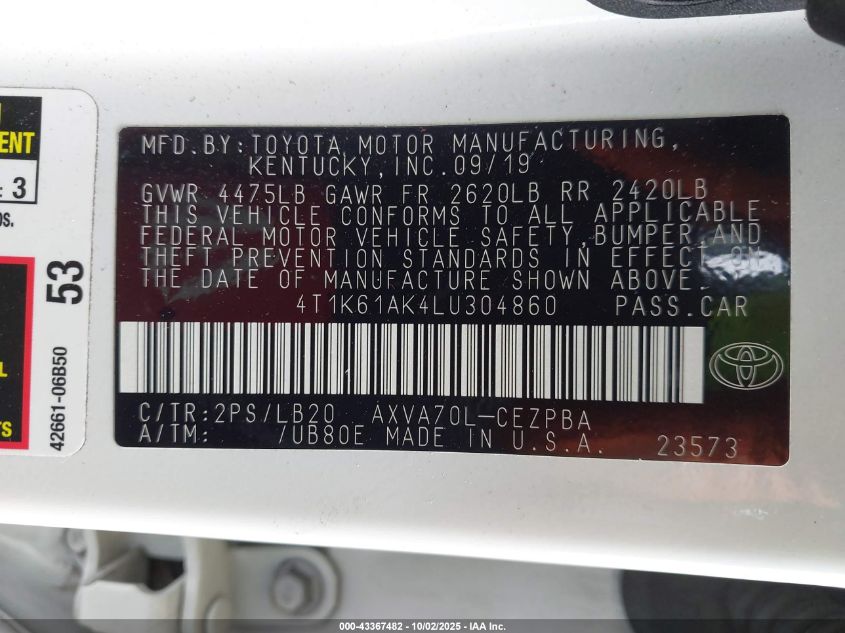 ENT
: 3
OS.
53
42661-06B50
L
TS
MFD.BY:TOYOTA MOTOR MANUFACTURING,
KENTUCKY,INC.09/19
GVWR 4475LB GAWR FR 2620LB RR 2420LB
THIS VEHICLE CONFORMS TO ALL APPLICABLE
FEDERAL MOTOR VEHICLE SAFETY,BUMPER,AND
THEFT PREVENTION STANDARDS IN EFFECT ON
THE DATE OF MANUFACTURE SHOWN ABOVE.
4T1K61AK4LU304860 PASS.CAR
C/TR:2PS/LB20 AXVA70L-CEZPBA
A/TM: /UB80E MADE IN U.S.A. 23573
000-43367482 - 10/02/2025 - IAA Inc.